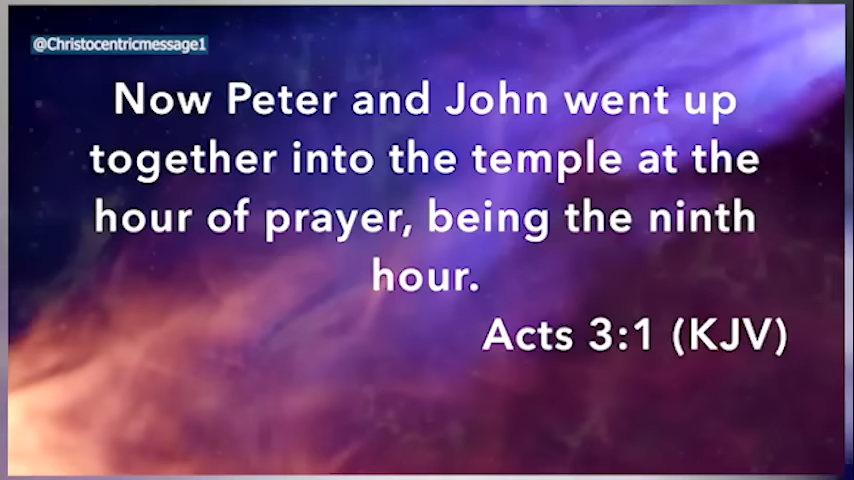 @Christocentricmessage1
Now Peter and John went up
together into the temple at the
hour of prayer, being the ninth
hour.
Acts 3:1 (KJV)